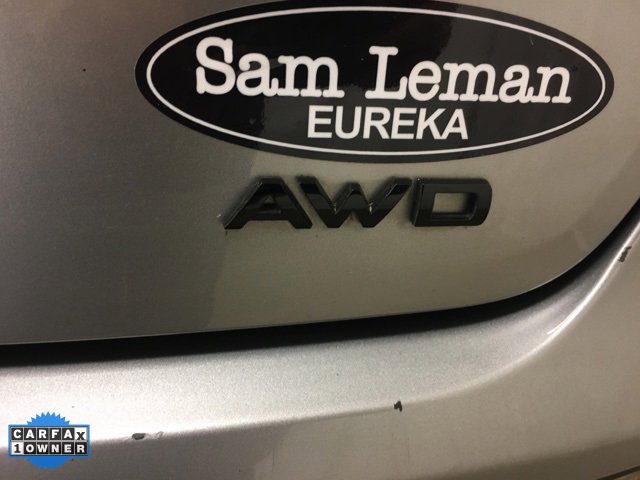 Sam Leman
EUREKA
AWD
CARFAX
1 OWNER